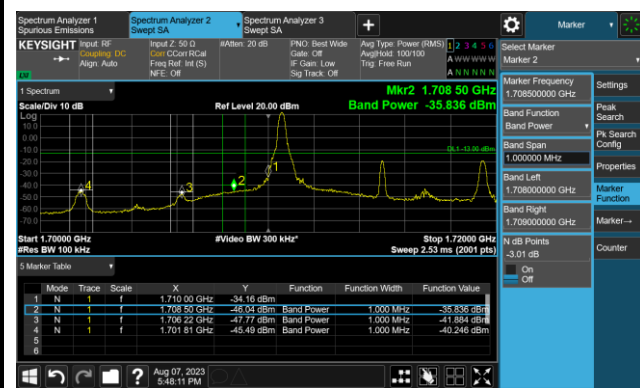 Spectrum Analyzer 1
Spurious Emissions
Spectrum Analyzer 2
Swept SA
Spectrum Analyzer 3
Swept SA
Marker
KEYSIGHT
Input: RF
Coupling: DC
Align: Auto
Input Z: 50 Ω
Corr CCorr RCal
Freq Ref: Int (S)
NFE: Off
#Atten: 20 dB
PNO: Best Wide
Gate: Off
IF Gain: Low
Sig Track: Off
Avg Type: Power (RMS)
Avg|Hold: 100/100
Trig: Free Run
1 2 3 4 5 6
A W W W W W
A N N N N N
LXI
1 Spectrum
Scale/Div 10 dB
Ref Level 20.00 dBm
Mkr2 1.708 50 GHz
Band Power -35.836 dBm
Log
10.0
0.00
-10.0
-20.0
-30.0
-40.0
-50.0
-60.0
-70.0
DL1 -13.00 dBm
4
3
2
1
Start 1.70000 GHz
#Res BW 100 kHz
#Video BW 300 kHz*
Stop 1.72000 GHz
Sweep 2.53 ms (2001 pts)
5 Marker Table
Mode Trace Scale X Y Function Function Width Function Value
1 N 1 f 1.710 00 GHz -34.16 dBm
2 N 1 f 1.708 50 GHz -46.04 dBm Band Power 1.000 MHz -35.836 dBm
3 N 1 f 1.706 22 GHz -47.77 dBm Band Power 1.000 MHz -41.884 dBm
4 N 1 f 1.701 81 GHz -45.49 dBm Band Power 1.000 MHz -40.246 dBm
5
6
Select Marker
Marker 2
Marker Frequency
1.708500000 GHz
Band Function
Band Power
Band Span
1.000000 MHz
Band Left
1.708000000 GHz
Band Right
1.709000000 GHz
N dB Points
-3.01 dB
On
Off
Settings
Peak
Search
Pk Search
Config
Properties
Marker
Function
Marker→
Counter
Aug 07, 2023
5:48:11 PM